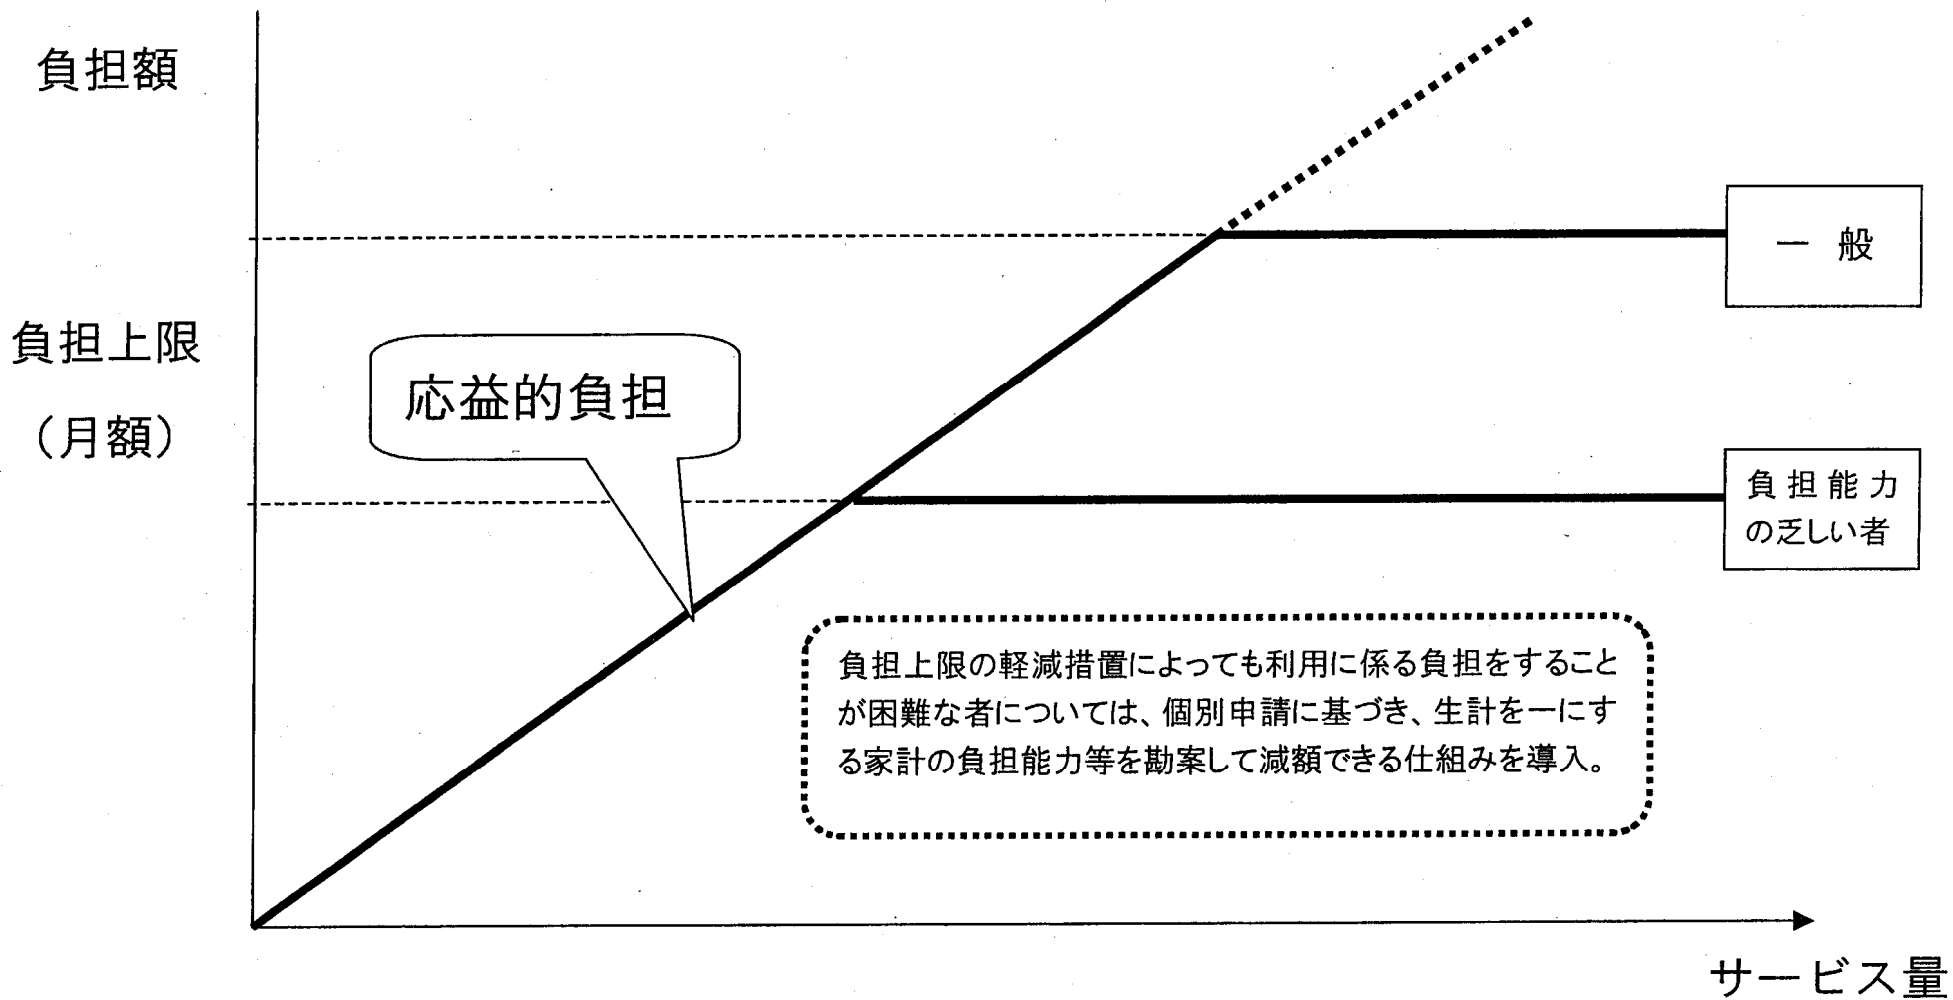 負担額
一 般
負担上限
（月額）
応益的負担
負担能力
の乏しい者
負担上限の軽減措置によっても利用に係る負担をすること
が困難な者については、個別申請に基づき、生計を一にす
る家計の負担能力等を勘案して減額できる仕組みを導入。
サービス量